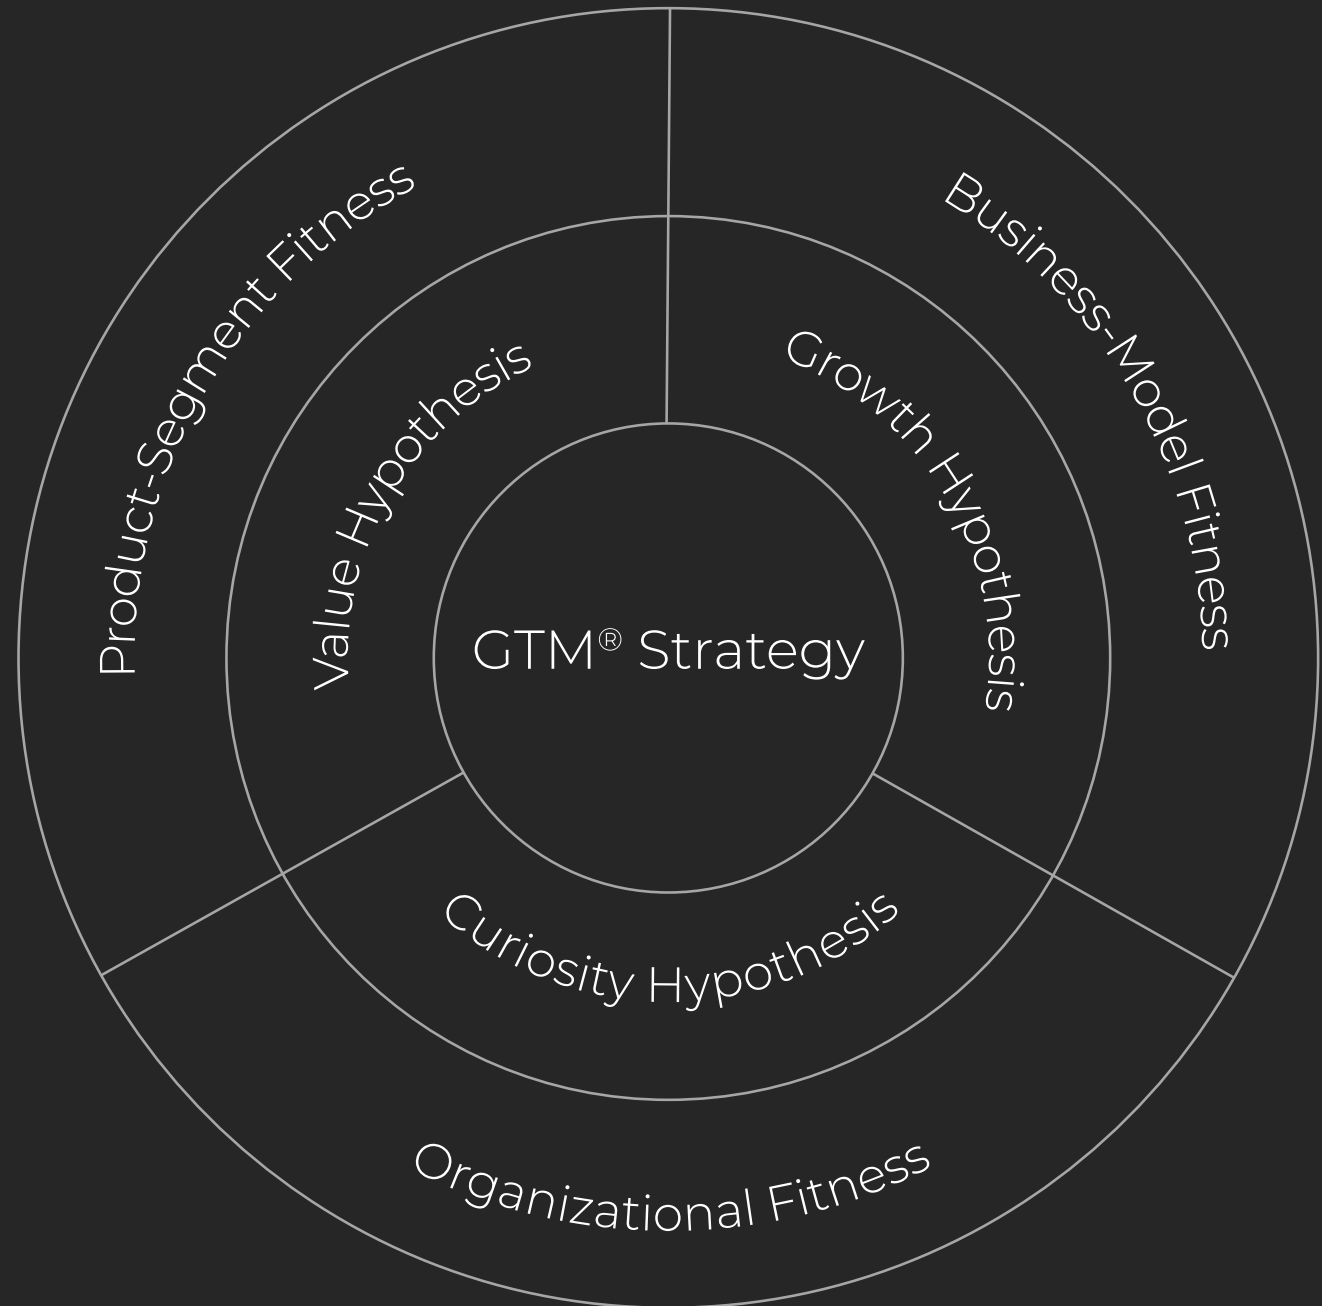 Product-Segment Fitness
Business-Model Fitness
Value Hypothesis
Growth Hypothesis
GTM® Strategy
Curiosity Hypothesis
Organizational Fitness